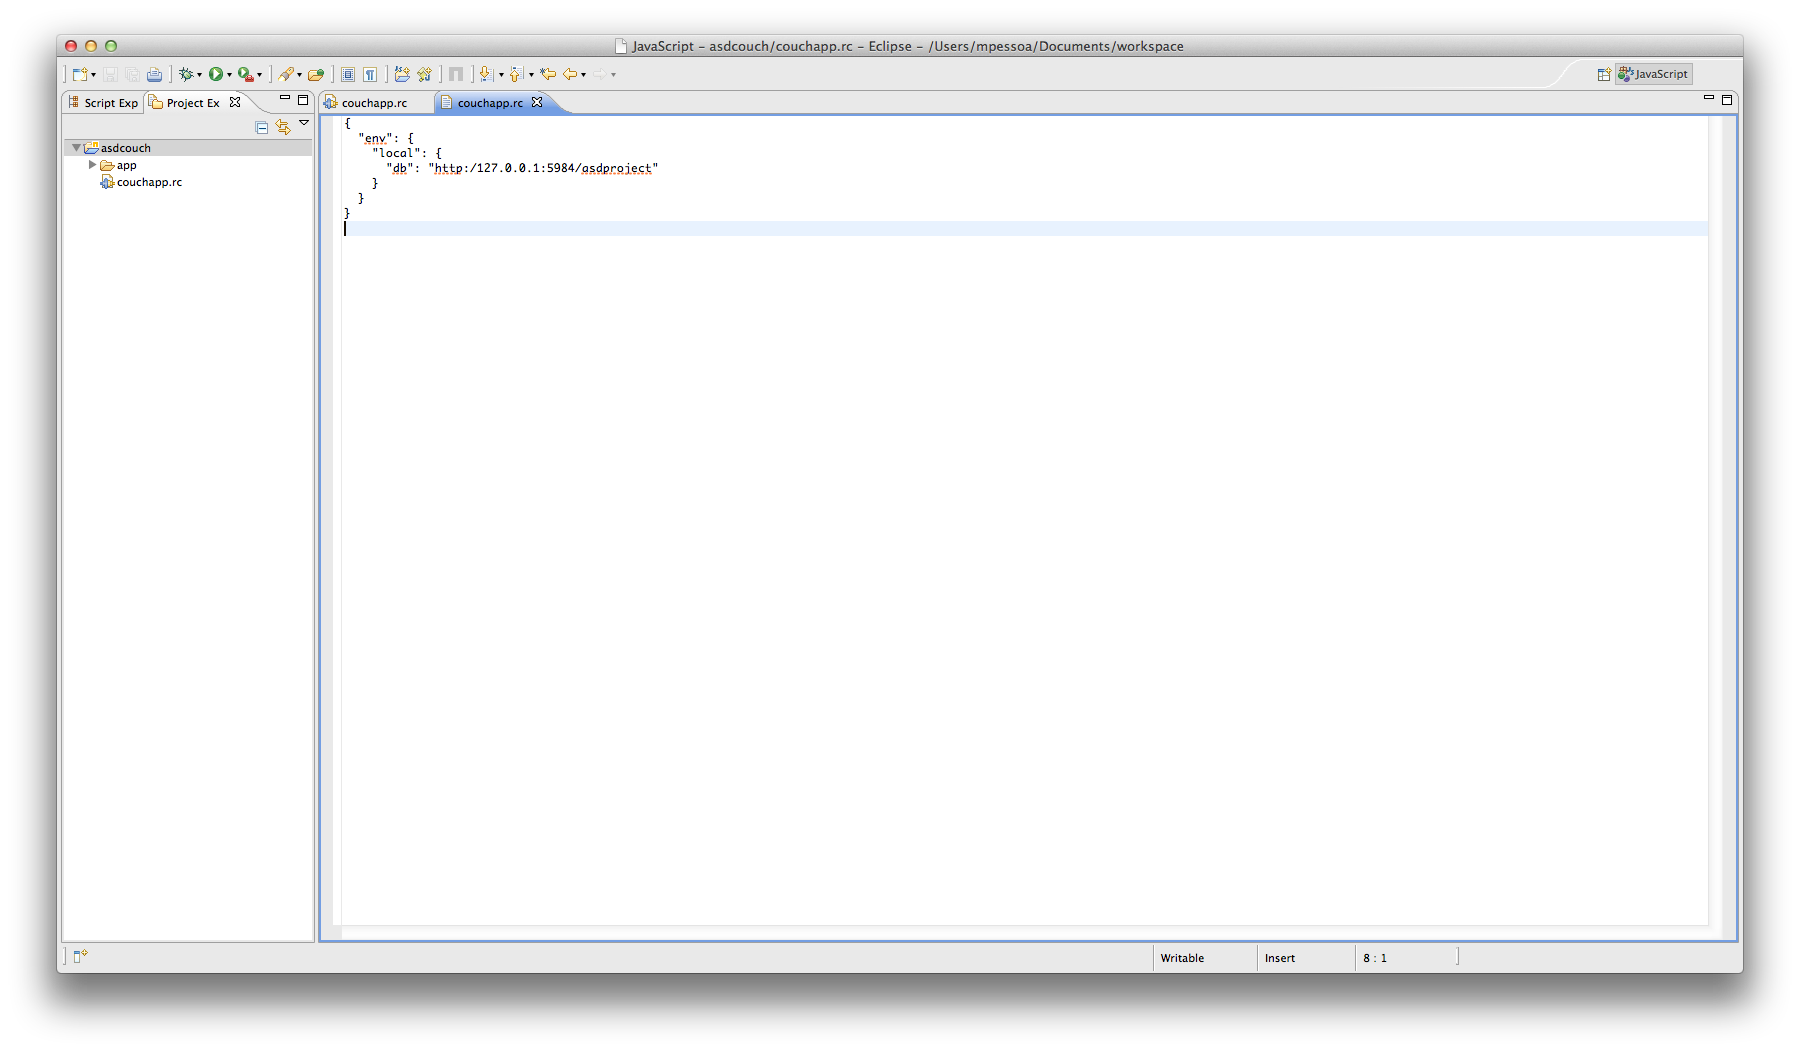 JavaScript – asdcouch/couchapp.rc – Eclipse – /Users/mpessoa/Documents/workspace
JavaScript
Script Exp
Project Ex
couchapp.rc
couchapp.rc
asdcouch
app
couchapp.rc
{
  "env": {
    "local": {
      "db": "http:/127.0.0.1:5984/asdproject"
    }
  }
}
Writable
Insert
8 : 1